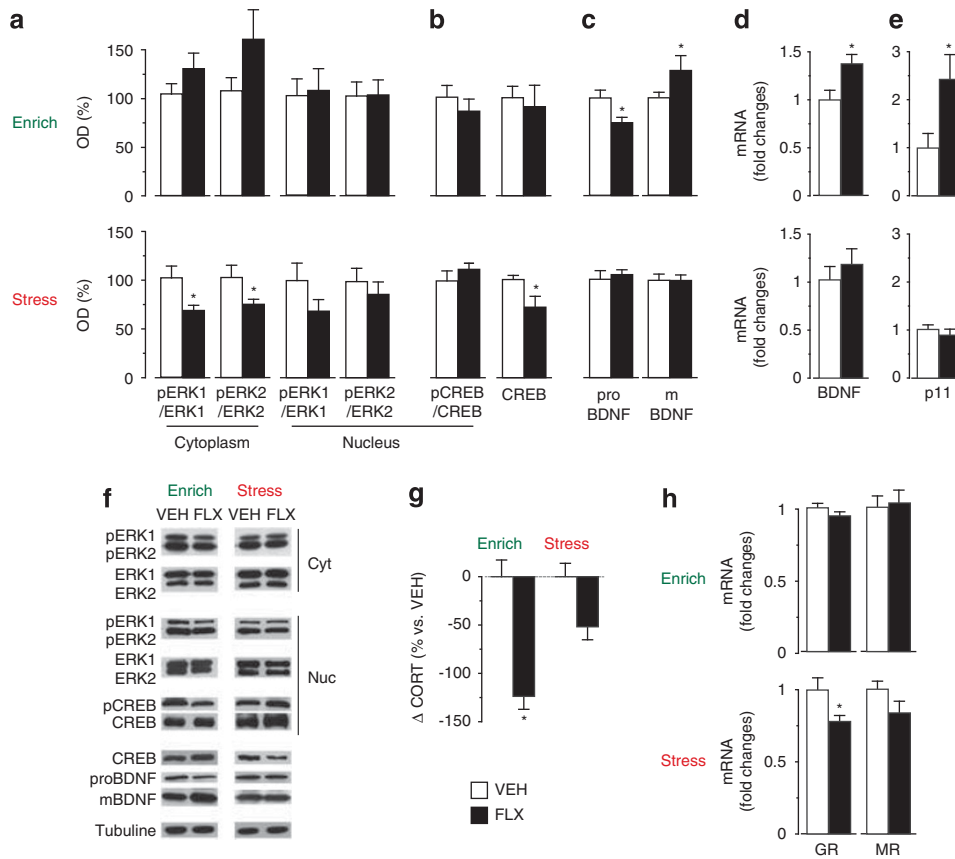 a
b
c
d
e
Enrich
OD (%)
150
100
50
0
*
*
mRNA
(fold changes)
1.5
1
0.5
0
*
3
2
1
0
*
Stress
OD (%)
150
100
50
0
*
*
*
mRNA
(fold changes)
1.5
1
0.5
0
3
2
1
0
pERK1
/ERK1
pERK2
/ERK2
pERK1
/ERK1
pERK2
/ERK2
pCREB
/CREB
CREB
pro
BDNF
m
BDNF
BDNF
p11
Cytoplasm
Nucleus
f
Enrich
Stress
VEH FLX
VEH FLX
pERK1
pERK2
ERK1
ERK2
Cyt
pERK1
pERK2
ERK1
ERK2
pCREB
CREB
Nuc
CREB
proBDNF
mBDNF
Tubuline
g
Enrich
Stress
Δ CORT (% vs. VEH)
0
-50
-100
-150
*
VEH
FLX
h
Enrich
mRNA
(fold changes)
1
0.5
0
Stress
mRNA
(fold changes)
1
0.5
0
*
GR
MR